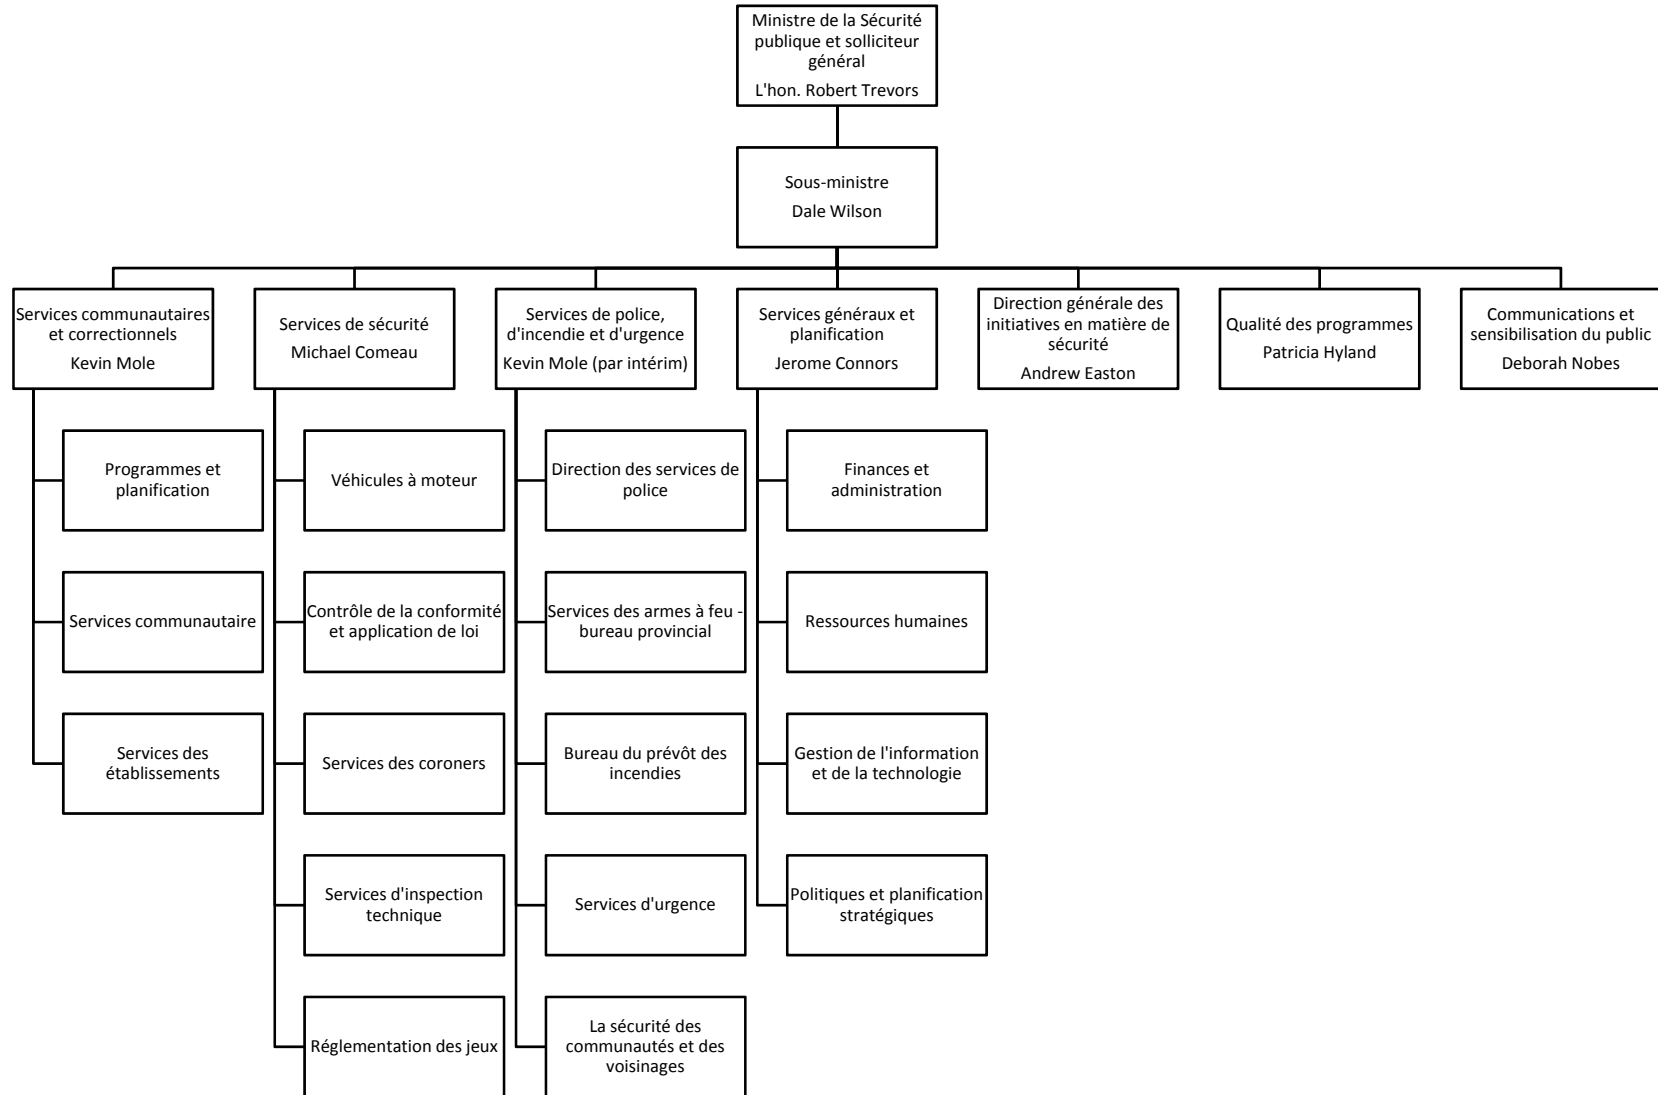 Ministre de la Sécurité
publique et solliciteur
général
L'hon. Robert Trevors
Sous-ministre
Dale Wilson
Services communautaires
et correctionnels
Kevin Mole
Services de sécurité
Michael Comeau
Services de police,
d'incendie et d'urgence
Kevin Mole (par intérim)
Services généraux et
planification
Jerome Connors
Direction générale des
initiatives en matière de
sécurité
Andrew Easton
Qualité des programmes
Patricia Hyland
Communications et
sensibilisation du public
Deborah Nobes
Programmes et
planification
Services communautaire
Services des
établissements
Véhicules à moteur
Contrôle de la conformité
et application de loi
Services des coroners
Services d'inspection
technique
Réglementation des jeux
Direction des services de
police
Services des armes à feu -
bureau provincial
Bureau du prévôt des
incendies
Services d'urgence
La sécurité des
communautés et des
voisinages
Finances et
administration
Ressources humaines
Gestion de l'information
et de la technologie
Politiques et planification
stratégiques